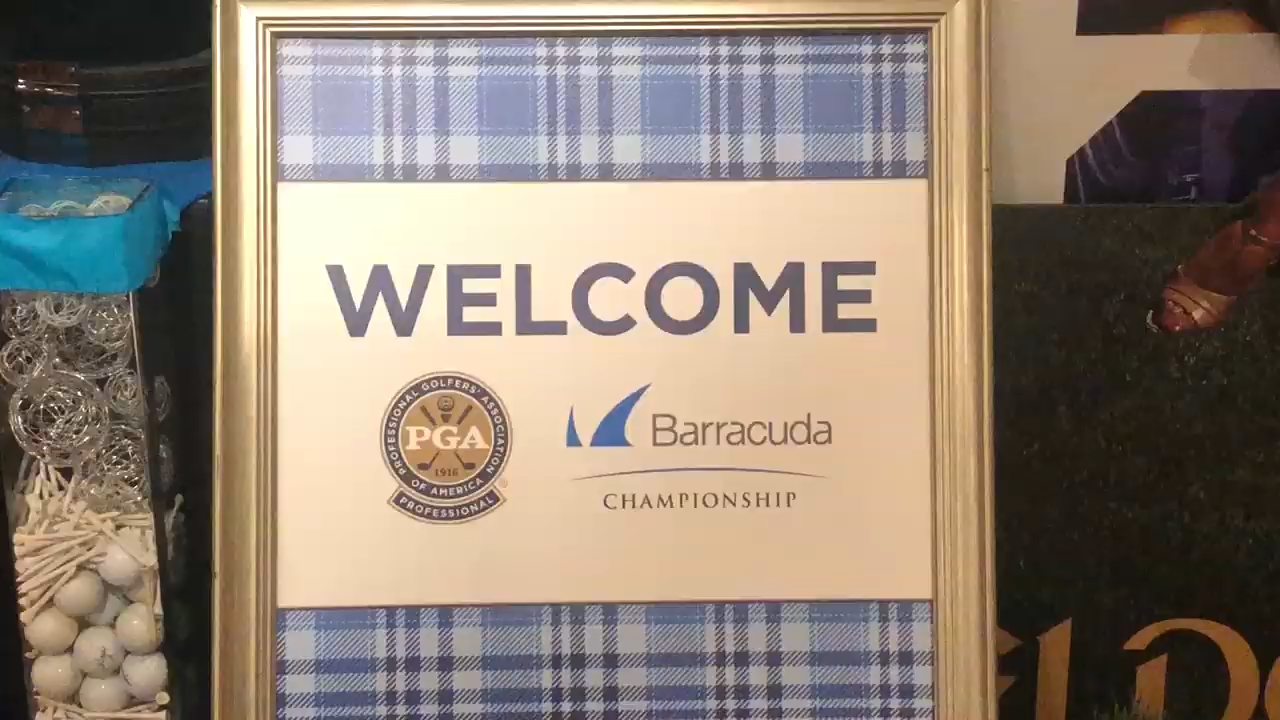 WELCOME
PROFESSIONAL GOLFERS' ASSOCIATION
PGA
1916
OF AMERICA
PROFESSIONAL
Barracuda
CHAMPIONSHIP